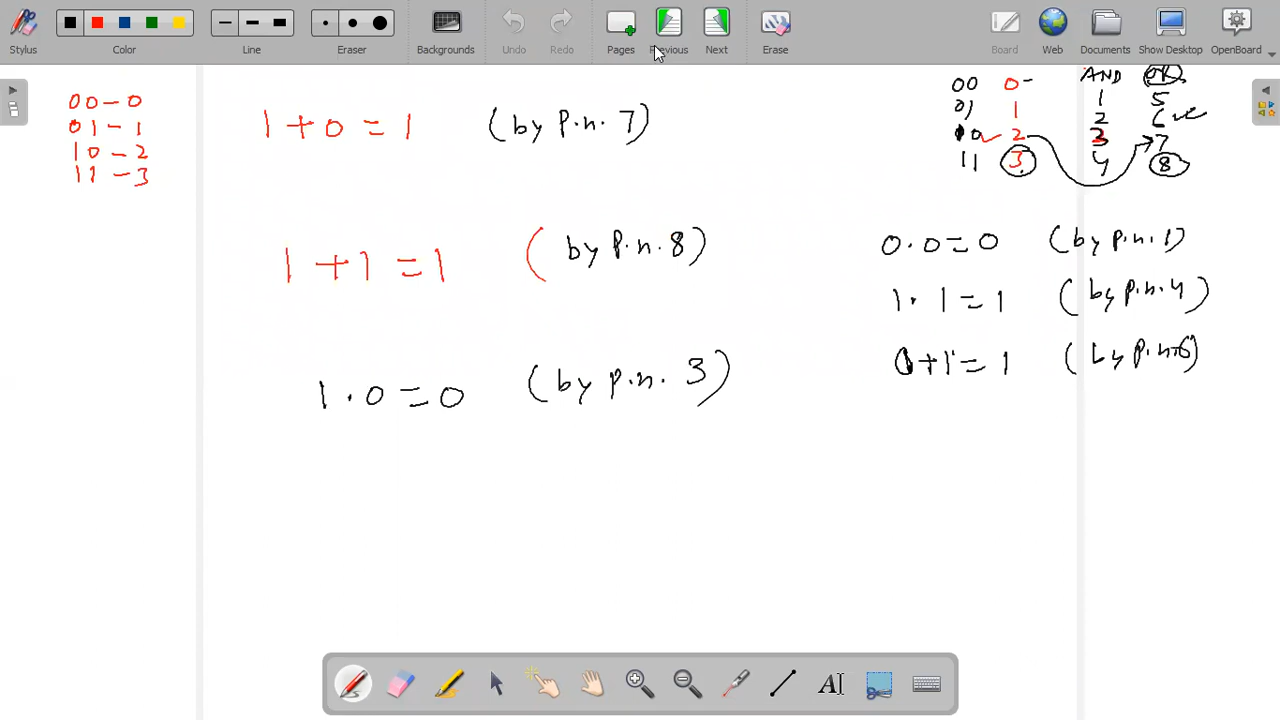 Stylus Color Line Eraser Backgrounds Undo Redo Pages Previous Next Erase Board Web Documents Show Desktop OpenBoard
00 - 0
01 - 1
10 - 2
11 - 3
1 + 0 = 1 (by p.n. 7)
1 + 1 = 1 (by p.n. 8)
1 · 0 = 0 (by p.n. 3)
AND OR
00 0 - 1 5
01 1 2 6
10 2 3 7
11 3 4 8
0 · 0 = 0 (by p.n. 1)
1 · 1 = 1 (by p.n. 4)
0 + 1 = 1 (by p.n. 6)